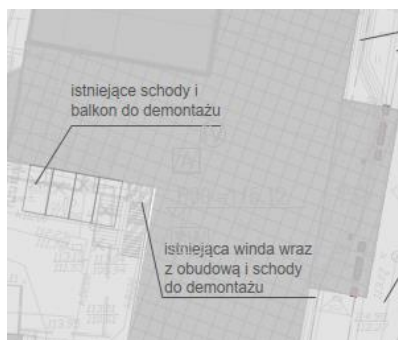 istniejące schody i
balkon do demontażu
istniejąca winda wraz
z obudową i schody
do demontażu